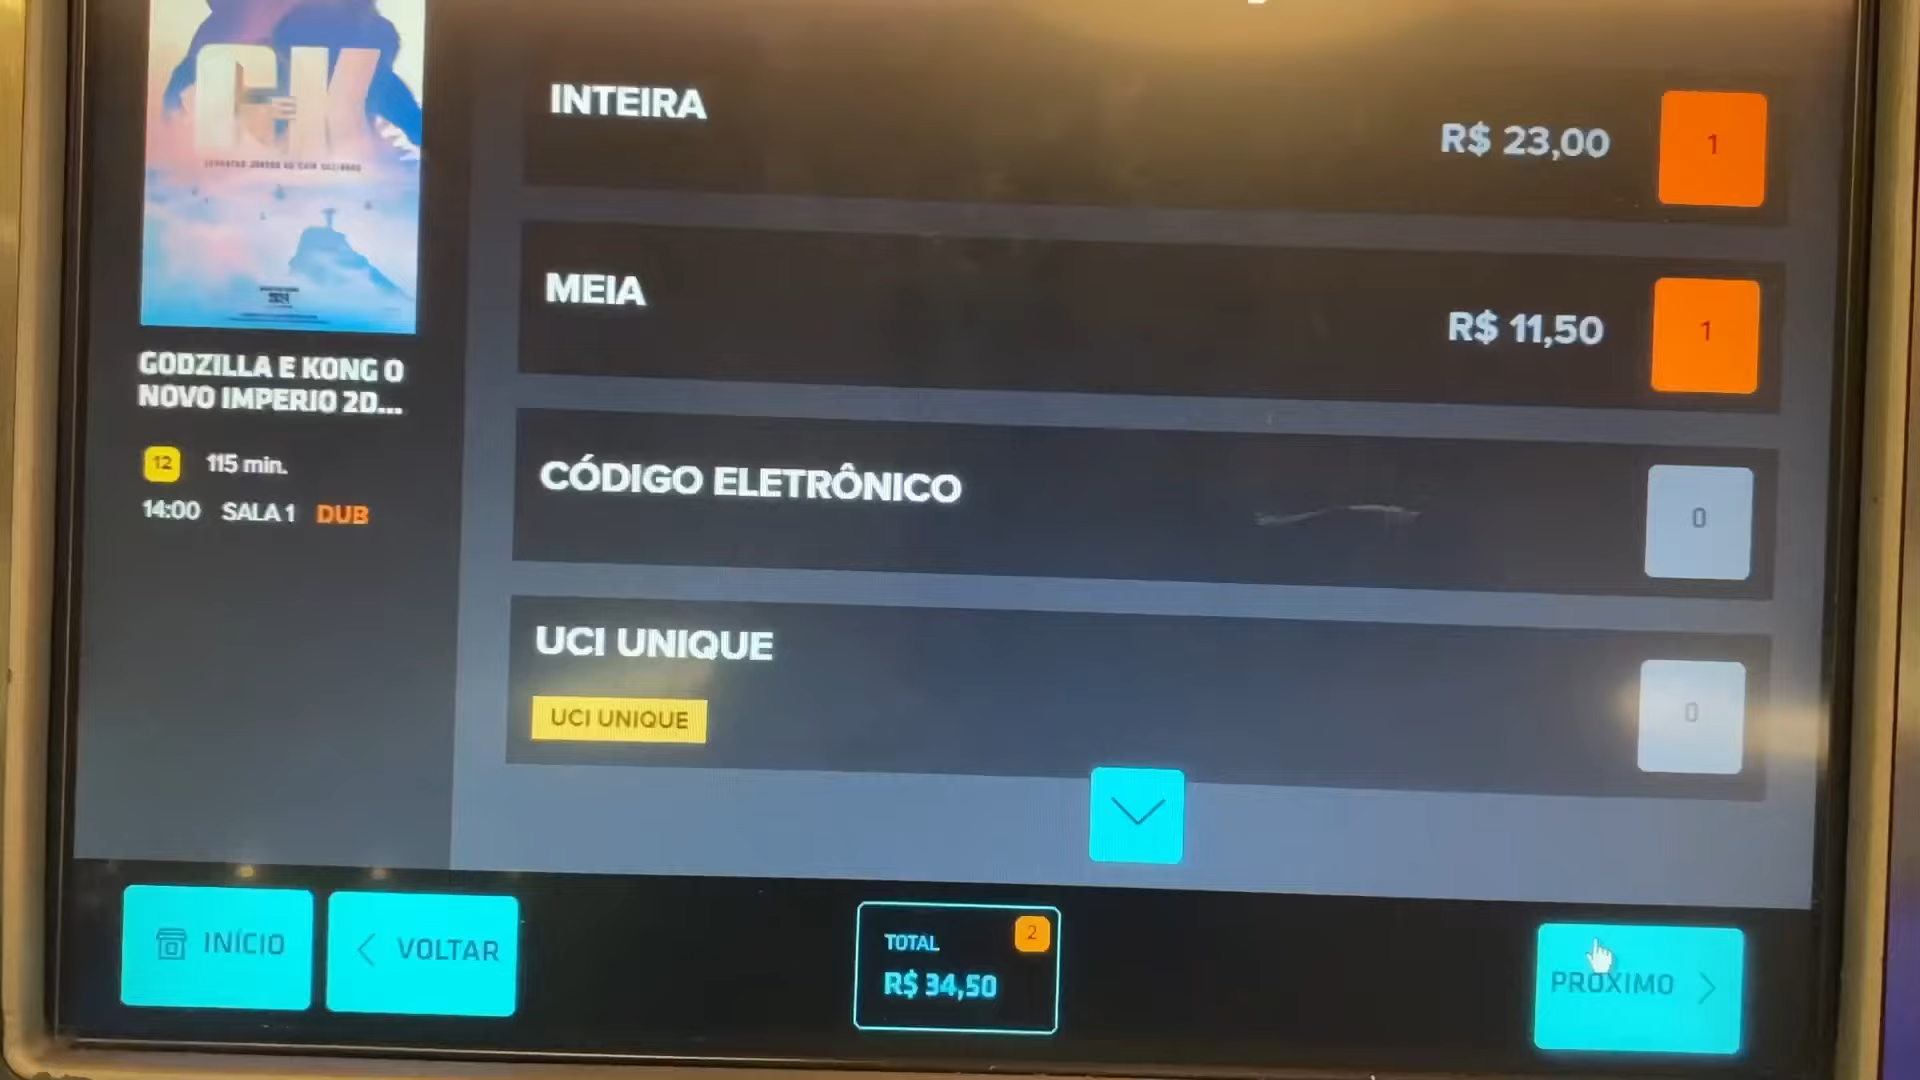 G E K
INTEIRA
R$ 23,00
1
MEIA
R$ 11,50
1
GODZILLA E KONG O
NOVO IMPERIO 2D...
12
115 min.
14:00 SALA 1 DUB
CÓDIGO ELETRÔNICO
0
UCI UNIQUE
UCI UNIQUE
0
INÍCIO
VOLTAR
TOTAL
2
R$ 34,50
PRÓXIMO